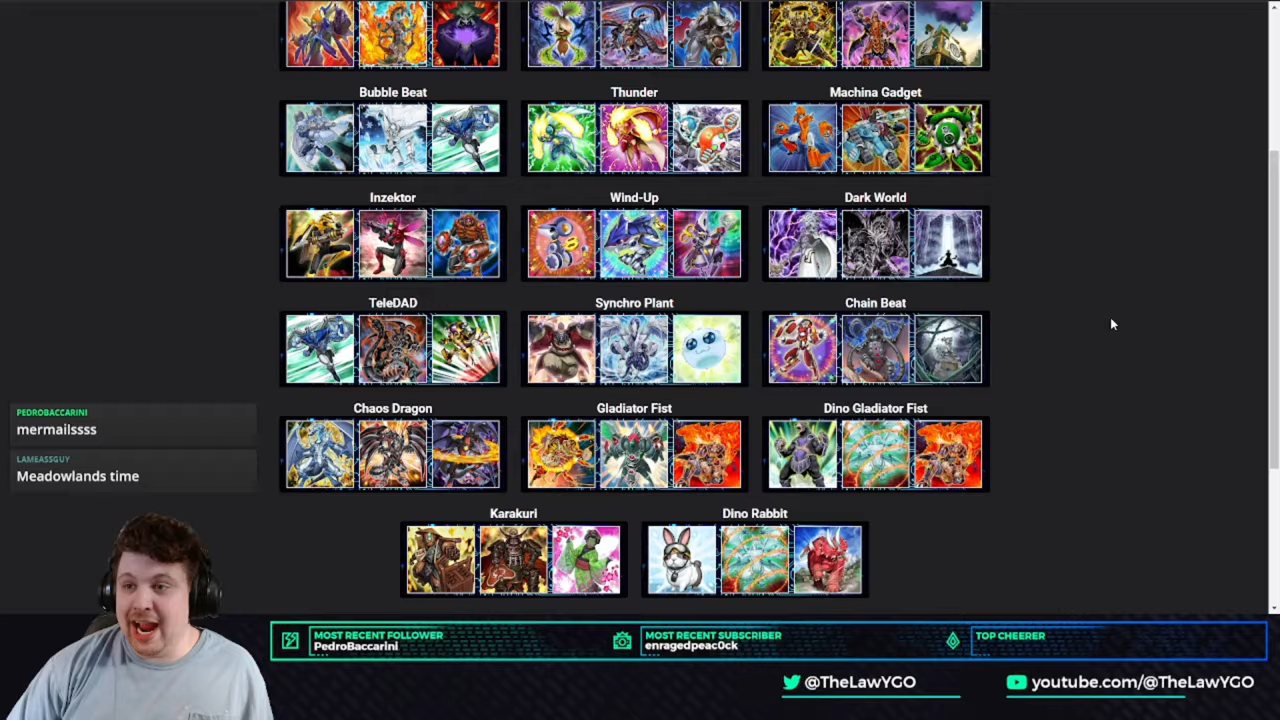 Bubble Beat
Thunder
Machina Gadget
Inzektor
Wind-Up
Dark World
TeleDAD
Synchro Plant
Chain Beat
Chaos Dragon
Gladiator Fist
Dino Gladiator Fist
Karakuri
Dino Rabbit
PEDROBACCARINI
mermailssss
LAMEASSGUY
Meadowlands time
MOST RECENT FOLLOWER
PedroBaccarini
MOST RECENT SUBSCRIBER
enragedpeac0ck
TOP CHEERER
@TheLawYGO
youtube.com/@TheLawYGO